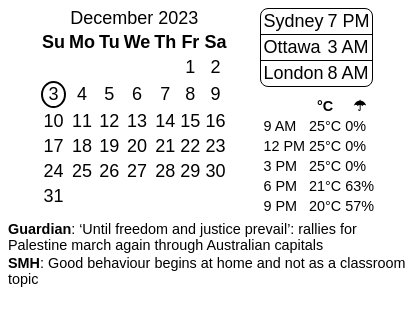 December 2023
Su Mo Tu We Th Fr Sa
1 2
3 4 5 6 7 8 9
10 11 12 13 14 15 16
17 18 19 20 21 22 23
24 25 26 27 28 29 30
31
Sydney 7 PM
Ottawa 3 AM
London 8 AM
°C ☂
9 AM 25°C 0%
12 PM 25°C 0%
3 PM 25°C 0%
6 PM 21°C 63%
9 PM 20°C 57%
Guardian: ‘Until freedom and justice prevail’: rallies for
Palestine march again through Australian capitals
SMH: Good behaviour begins at home and not as a classroom
topic